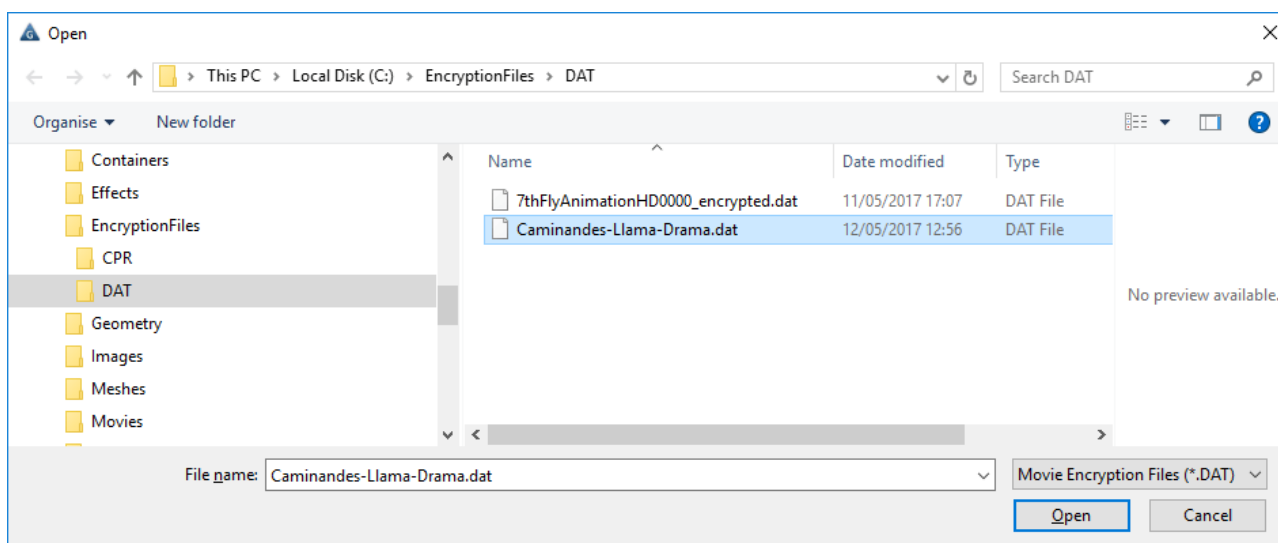 Open
This PC > Local Disk (C:) > EncryptionFiles > DAT
Search DAT
Organise
New folder
Containers
Effects
EncryptionFiles
CPR
DAT
Geometry
Images
Meshes
Movies
Name Date modified Type
7thFlyAnimationHD0000_encrypted.dat 11/05/2017 17:07 DAT File
Caminandes-Llama-Drama.dat 12/05/2017 12:56 DAT File
No preview available.
File name: Caminandes-Llama-Drama.dat
Movie Encryption Files (*.DAT)
Open Cancel